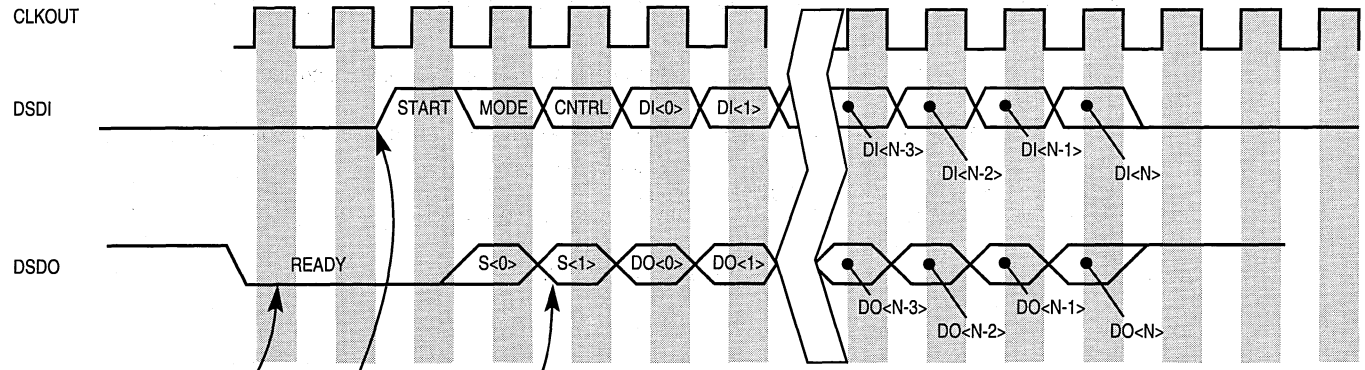 CLKOUT
DSDI
START
MODE
CNTRL
DI<0>
DI<1>
DI<N-3>
DI<N-2>
DI<N-1>
DI<N>
DSDO
READY
S<0>
S<1>
DO<0>
DO<1>
DO<N-3>
DO<N-2>
DO<N-1>
DO<N>